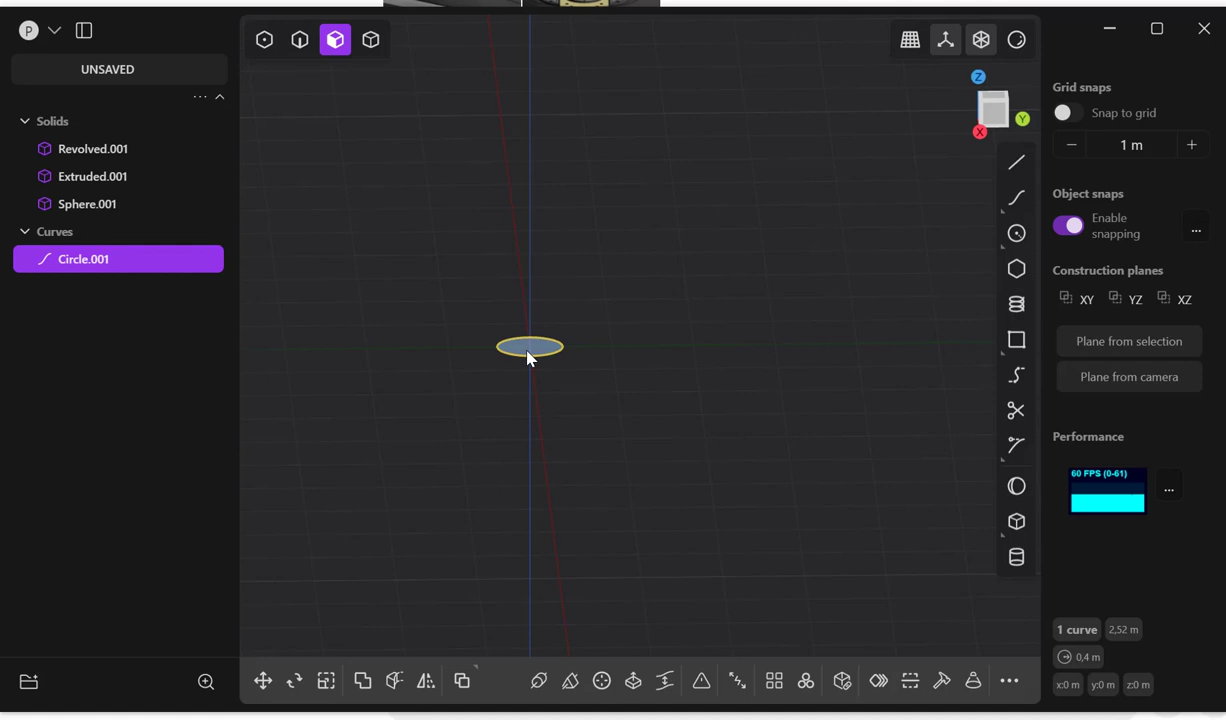 P
UNSAVED
Solids
Revolved.001
Extruded.001
Sphere.001
Curves
Circle.001
Z
Y
X
Grid snaps
Snap to grid
1 m
Object snaps
Enable
snapping
...
Construction planes
XY YZ XZ
Plane from selection
Plane from camera
Performance
60 FPS (0-61)
...
1 curve 2,52 m
0,4 m
x:0 m y:0 m z:0 m